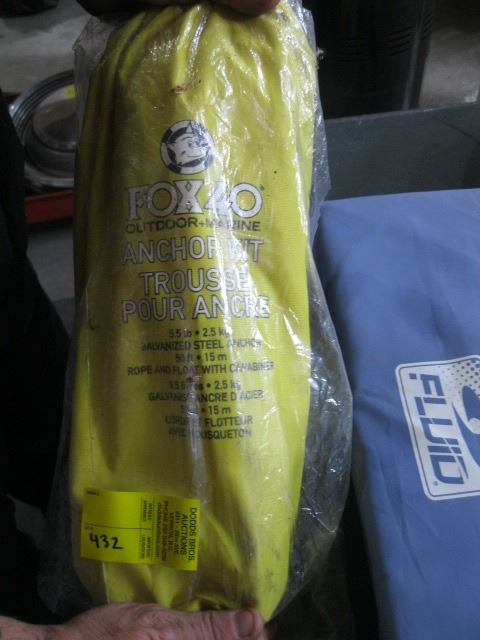 FOX40
OUTDOOR+MARINE
ANCHOR KIT
TROUSSE
POUR ANCRE
5.5 lb • 2.5 kg
GALVANIZED STEEL ANCHOR
50 ft • 15 m
ROPE AND FLOAT WITH CARABINER
5.5 • 2.5 kg
GALVANISÉ ANCRE D'ACIER
• 15 m
CORDE ET FLOTTEUR
AVEC MOUSQUETON
432
DODDS BROS.
AUCTIONS
VERNON, B.C.
FLUID